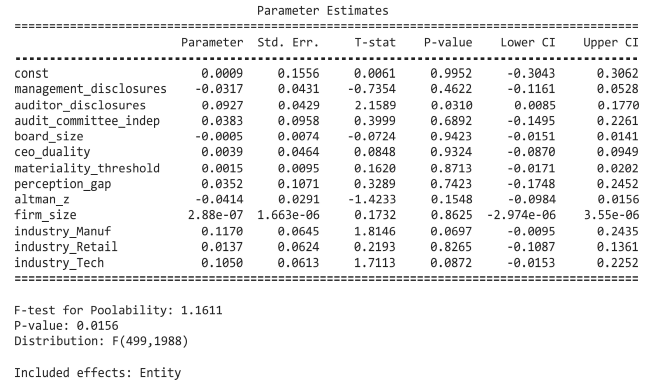 Parameter Estimates
Parameter Std. Err. T-stat P-value Lower CI Upper CI
const 0.0009 0.1556 0.0061 0.9952 -0.3043 0.3062
management_disclosures -0.0317 0.0431 -0.7354 0.4622 -0.1161 0.0528
auditor_disclosures 0.0927 0.0429 2.1589 0.0310 0.0085 0.1770
audit_committee_indep 0.0383 0.0958 0.3999 0.6892 -0.1495 0.2261
board_size -0.0005 0.0074 -0.0724 0.9423 -0.0151 0.0141
ceo_duality 0.0039 0.0464 0.0848 0.9324 -0.0870 0.0949
materiality_threshold 0.0015 0.0095 0.1620 0.8713 -0.0171 0.0202
perception_gap 0.0352 0.1071 0.3289 0.7423 -0.1748 0.2452
altman_z -0.0414 0.0291 -1.4233 0.1548 -0.0984 0.0156
firm_size 2.88e-07 1.663e-06 0.1732 0.8625 -2.974e-06 3.55e-06
industry_Manuf 0.1170 0.0645 1.8146 0.0697 -0.0095 0.2435
industry_Retail 0.0137 0.0624 0.2193 0.8265 -0.1087 0.1361
industry_Tech 0.1050 0.0613 1.7113 0.0872 -0.0153 0.2252
F-test for Poolability: 1.1611
P-value: 0.0156
Distribution: F(499,1988)
Included effects: Entity